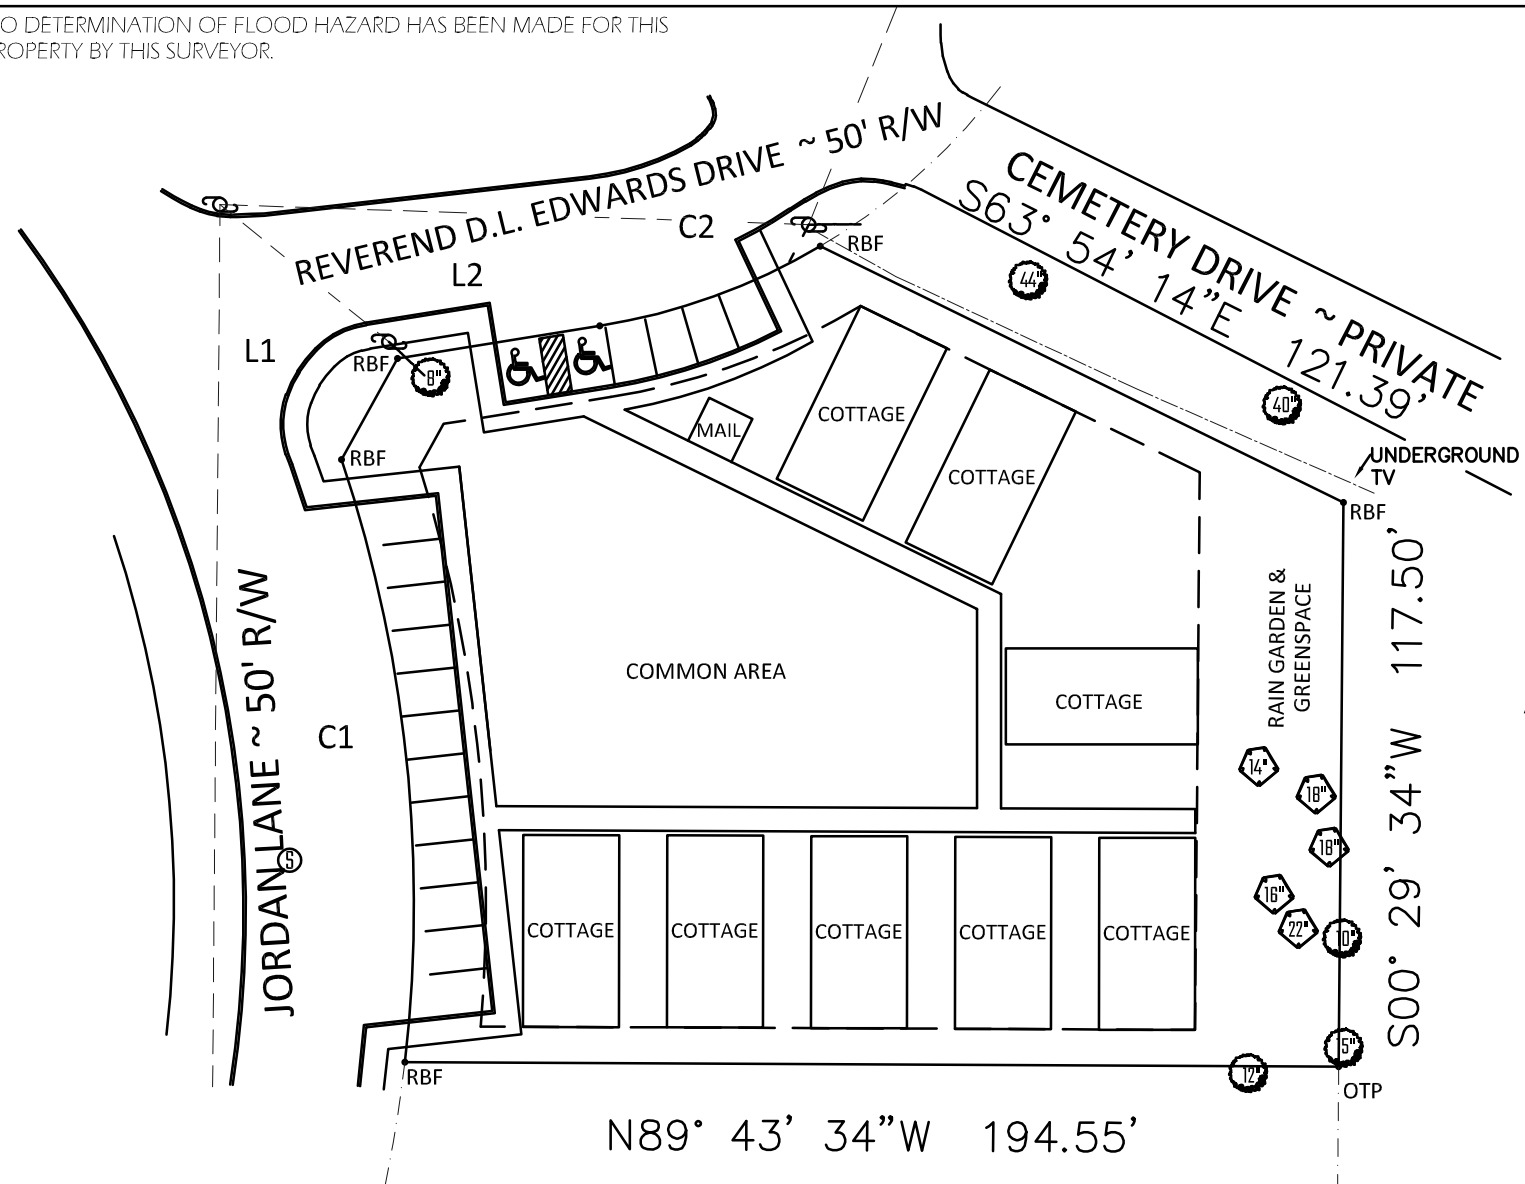 O DETERMINATION OF FLOOD HAZARD HAS BEEN MADE FOR THIS
ROPERTY BY THIS SURVEYOR.
REVEREND D.L. EDWARDS DRIVE ~ 50' R/W
CEMETERY DRIVE ~ PRIVATE
S63° 54' 14"E 121.39'
C2
L2
L1
RBF
44"
40"
RBF
8"
RBF
MAIL
COTTAGE
COTTAGE
UNDERGROUND
TV
RBF
JORDAN LANE ~ 50' R/W
S
C1
COMMON AREA
COTTAGE
RAIN GARDEN &
GREENSPACE
S00° 29' 34"W 117.50'
14"
18"
18"
16"
22"
10"
COTTAGE
COTTAGE
COTTAGE
COTTAGE
COTTAGE
15"
12"
RBF
OTP
N89° 43' 34"W 194.55'